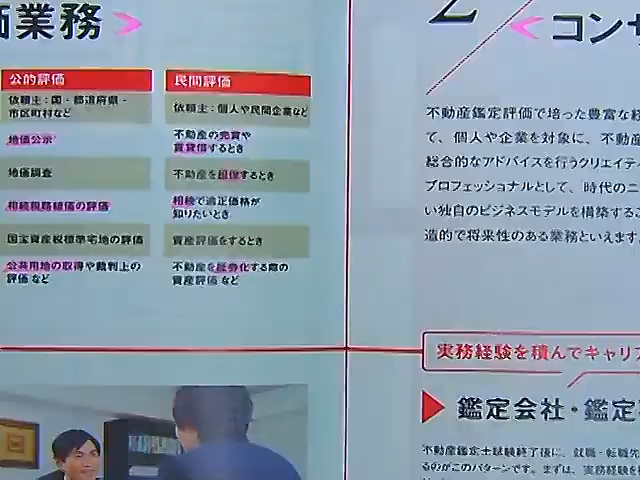 価業務
公的評価
依頼主：国・都道府県・
市区町村など
地価公示
地価調査
相続税路線価の評価
固定資産税標準宅地の評価
公共用地の取得や裁判上の
評価 など
民間評価
依頼主：個人や民間企業など
不動産の売買や
賃貸借するとき
不動産を担保するとき
相続で適正価格が
知りたいとき
資産評価をするとき
不動産を証券化する際の
資産評価 など
2
コンサ
不動産鑑定評価で培った豊富な経
て、個人や企業を対象に、不動産
総合的なアドバイスを行うクリエイテ
プロフェッショナルとして、時代のニ
い独自のビジネスモデルを構築するこ
造的で将来性のある業務といえます
実務経験を積んでキャリア
鑑定会社・鑑定
不動産鑑定士試験終了後に、就職・転職先
るのがこのパターンです。まずは、実務経験を